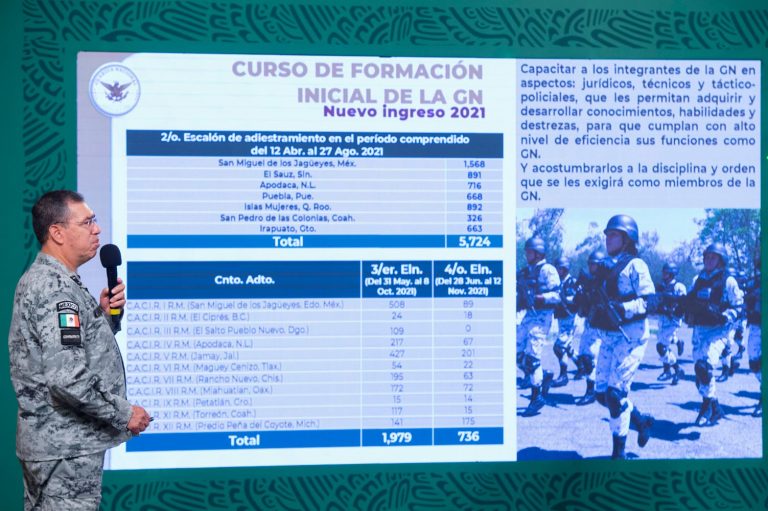 CURSO DE FORMACIÓN
INICIAL DE LA GN
Nuevo ingreso 2021
2/o. Escalón de adiestramiento en el período comprendido
del 12 Abr. al 27 Ago. 2021
San Miguel de los Jagüeyes, Méx. 1,568
El Sauz, Sin. 891
Apodaca, N.L. 716
Puebla, Pue. 668
Islas Mujeres, Q. Roo. 892
San Pedro de las Colonias, Coah. 326
Irapuato, Gto. 663
Total 5,724
Cnto. Adto. 3/er. Eln. 4/o. Eln.
(Del 31 May. al 8 (Del 28 Jun. al 12
Oct. 2021) Nov. 2021)
C.A.C.I.R. I R.M. (San Miguel de los Jagüeyes, Edo. Méx.) 508 89
C.A.C.I.R. II R.M. (El Ciprés, B.C.) 24 18
C.A.C.I.R. III R.M. (El Salto Pueblo Nuevo, Dgo.) 109 0
C.A.C.I.R. IV R.M. (Apodaca, N.L.) 217 67
C.A.C.I.R. V R.M. (Jamay, Jal.) 427 201
C.A.C.I.R. VI R.M. (Maguey Cenizo, Tlax.) 54 22
C.A.C.I.R. VII R.M. (Rancho Nuevo, Chis.) 195 63
C.A.C.I.R. VIII R.M. (Miahuatlan, Oax.) 172 72
C.A.C.I.R. IX R.M. (Petatlán, Gro.) 15 14
R. XI R.M. (Torreón, Coah.) 117 15
R. XII R.M. (Predio Peña del Coyote, Mich.) 141 175
Total 1,979 736
Capacitar a los integrantes de la GN en
aspectos: jurídicos, técnicos y táctico-
policiales, que les permitan adquirir y
desarrollar conocimientos, habilidades y
destrezas, para que cumplan con alto
nivel de eficiencia sus funciones como
GN.
Y acostumbrarlos a la disciplina y orden
que se les exigirá como miembros de la
GN.
MÉXICO